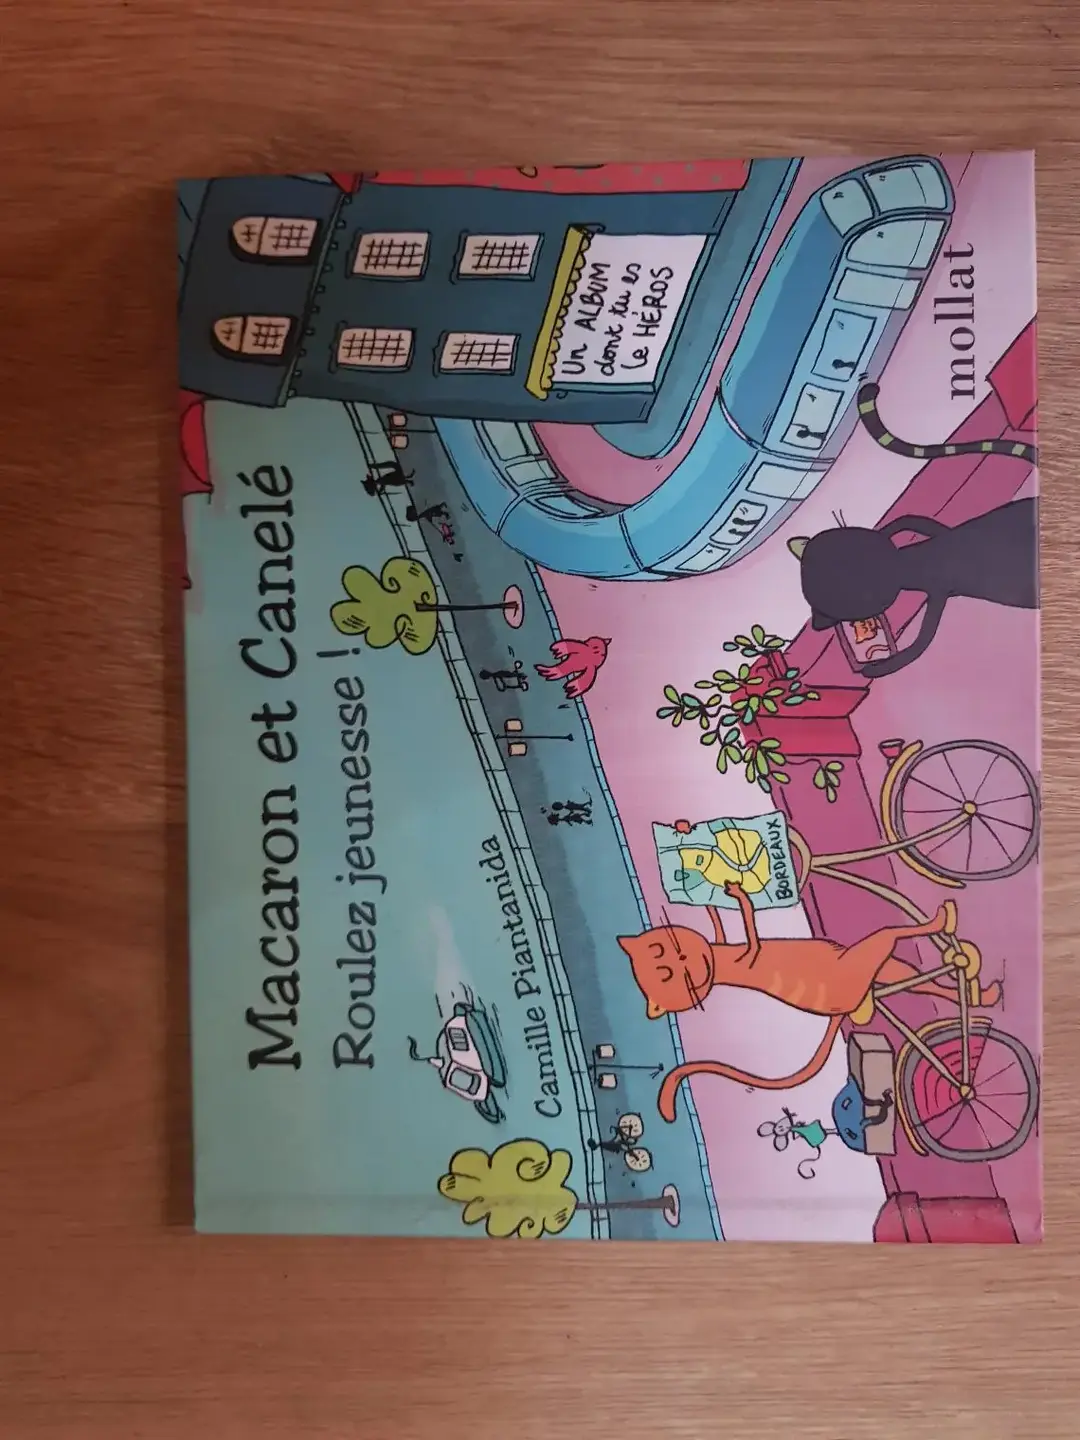 Macaron et Canelé
Roulez jeunesse !
Camille Piantanida
Un ALBUM
dont tu es
le HÉROS
BORDEAUX
mollat